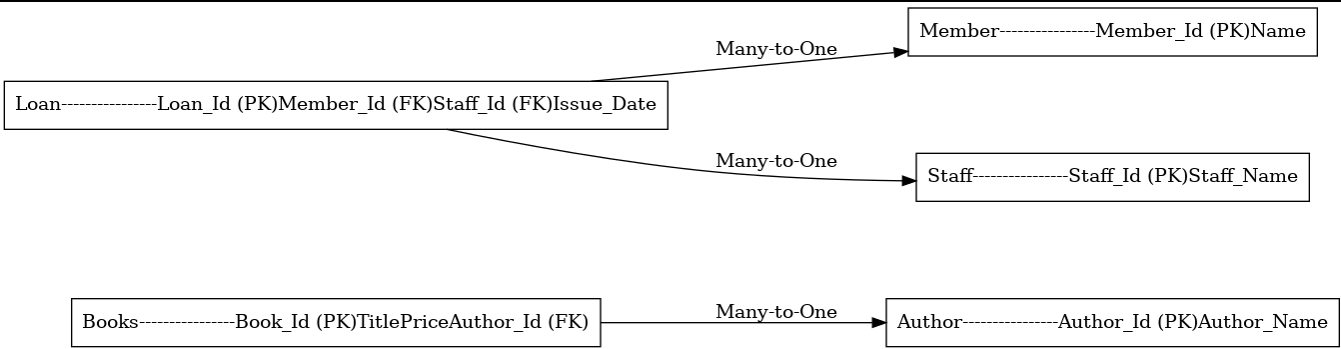 Member----------------Member_Id (PK)Name
Many-to-One
Loan----------------Loan_Id (PK)Member_Id (FK)Staff_Id (FK)Issue_Date
Many-to-One
Staff----------------Staff_Id (PK)Staff_Name
Many-to-One
Books----------------Book_Id (PK)TitlePriceAuthor_Id (FK)
Author----------------Author_Id (PK)Author_Name